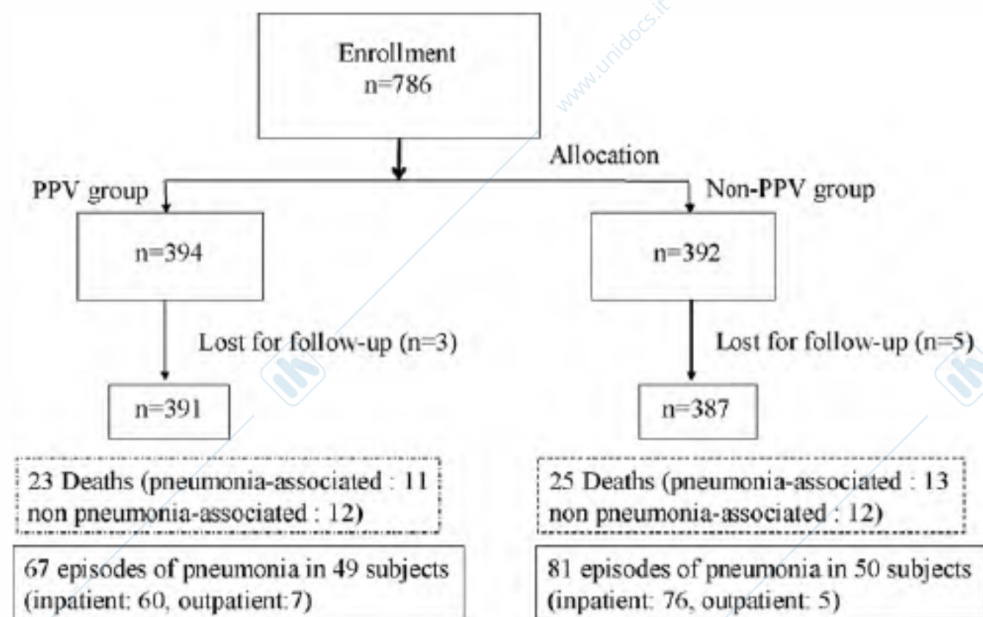 Enrollment
n=786
www.unidocs.it
Allocation
PPV group
Non-PPV group
n=394
n=392
Lost for follow-up (n=3)
Lost for follow-up (n=5)
n=391
n=387
23 Deaths (pneumonia-associated : 11
non pneumonia-associated : 12)
25 Deaths (pneumonia-associated : 13
non pneumonia-associated : 12)
67 episodes of pneumonia in 49 subjects
(inpatient: 60, outpatient:7)
81 episodes of pneumonia in 50 subjects
(inpatient: 76, outpatient: 5)